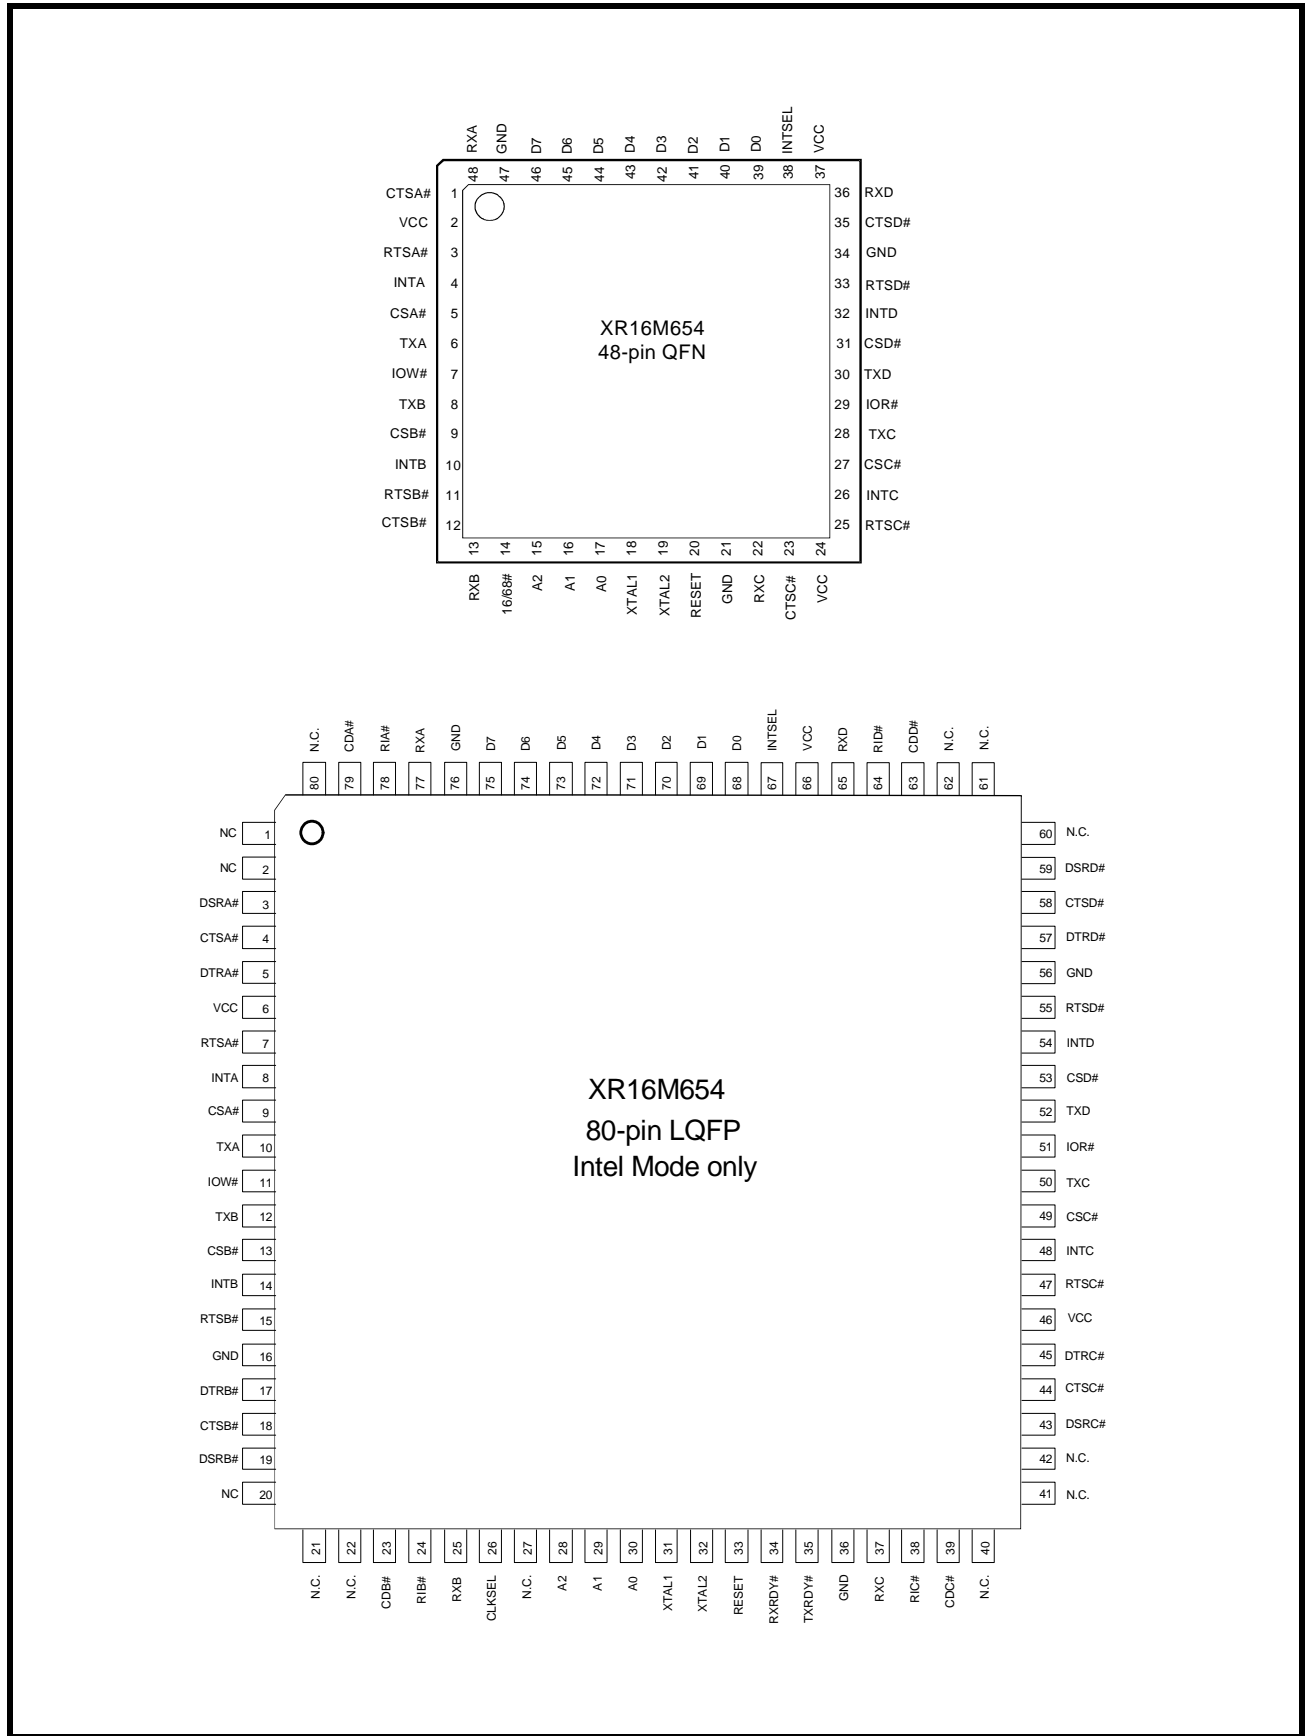 RXA GND D7 D6 D5 D4 D3 D2 D1 D0 INTSEL VCC
48 47 46 45 44 43 42 41 40 39 38 37
CTSA# 1 36 RXD
VCC 2 35 CTSD#
RTSA# 3 34 GND
INTA 4 33 RTSD#
CSA# 5 32 INTD
XR16M654
TXA 6 31 CSD#
48-pin QFN
IOW# 7 30 TXD
TXB 8 29 IOR#
CSB# 9 28 TXC
INTB 10 27 CSC#
RTSB# 11 26 INTC
CTSB# 12 25 RTSC#
13 14 15 16 17 18 19 20 21 22 23 24
RXB 16/68# A2 A1 A0 XTAL1 XTAL2 RESET GND RXC CTSC# VCC
N.C. CDA# RIA# RXA GND D7 D6 D5 D4 D3 D2 D1 D0 INTSEL VCC RXD RID# CDD# N.C. N.C.
80 79 78 77 76 75 74 73 72 71 70 69 68 67 66 65 64 63 62 61
NC 1 60 N.C.
NC 2 59 DSRD#
DSRA# 3 58 CTSD#
CTSA# 4 57 DTRD#
DTRA# 5 56 GND
VCC 6 55 RTSD#
RTSA# 7 54 INTD
INTA 8 53 CSD#
XR16M654
CSA# 9 52 TXD
80-pin LQFP
TXA 10 51 IOR#
Intel Mode only
IOW# 11 50 TXC
TXB 12 49 CSC#
CSB# 13 48 INTC
INTB 14 47 RTSC#
RTSB# 15 46 VCC
GND 16 45 DTRC#
DTRB# 17 44 CTSC#
CTSB# 18 43 DSRC#
DSRB# 19 42 N.C.
NC 20 41 N.C.
21 22 23 24 25 26 27 28 29 30 31 32 33 34 35 36 37 38 39 40
N.C. N.C. CDB# RIB# RXB CLKSEL N.C. A2 A1 A0 XTAL1 XTAL2 RESET RXRDY# TXRDY# GND RXC RIC# CDC# N.C.